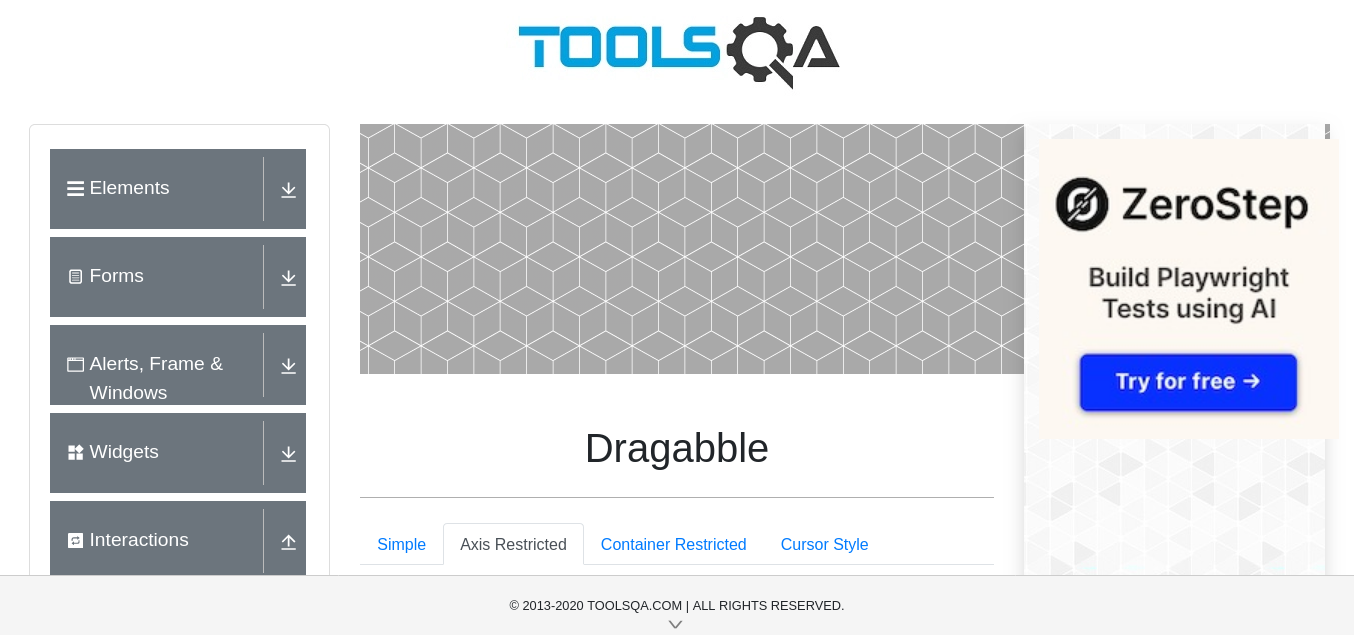 TOOLSQA
Elements
Forms
Alerts, Frame &
Windows
Widgets
Interactions
ZeroStep
Build Playwright
Tests using AI
Try for free →
Dragabble
Simple
Axis Restricted
Container Restricted
Cursor Style
© 2013-2020 TOOLSQA.COM | ALL RIGHTS RESERVED.